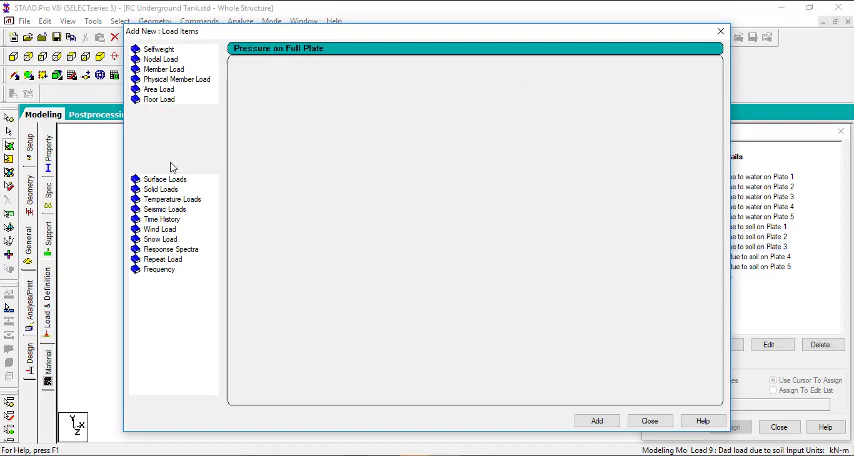 STAAD.Pro V8i (SELECTseries 5) - [RC Underground Tank.std - Whole Structure]
File Edit View Tools Select Geometry Commands Analyze Mode Window Help
Add New : Load Items
Selfweight
Nodal Load
Member Load
Physical Member Load
Area Load
Floor Load
Surface Loads
Solid Loads
Temperature Loads
Seismic Loads
Time History
Wind Load
Snow Load
Response Spectra
Repeat Load
Frequency
Pressure on Full Plate
Add Close Help
Modeling Postprocessing
Setup
Geometry
General
Analysis/Print
Design
Property
Spec
Support
Load & Definition
Material
ue to water on Plate 1
ue to water on Plate 2
ue to water on Plate 3
ue to water on Plate 4
ue to water on Plate 5
ue to soil on Plate 1
ue to soil on Plate 2
ue to soil on Plate 3
due to soil on Plate 4
due to soil on Plate 5
Edit ... Delete...
Use Cursor To Assign
Assign To Edit List
Close Help
Y
X
Z
For Help, press F1
Modeling Mo Load 9 : Dad load due to soil Input Units: kN-m